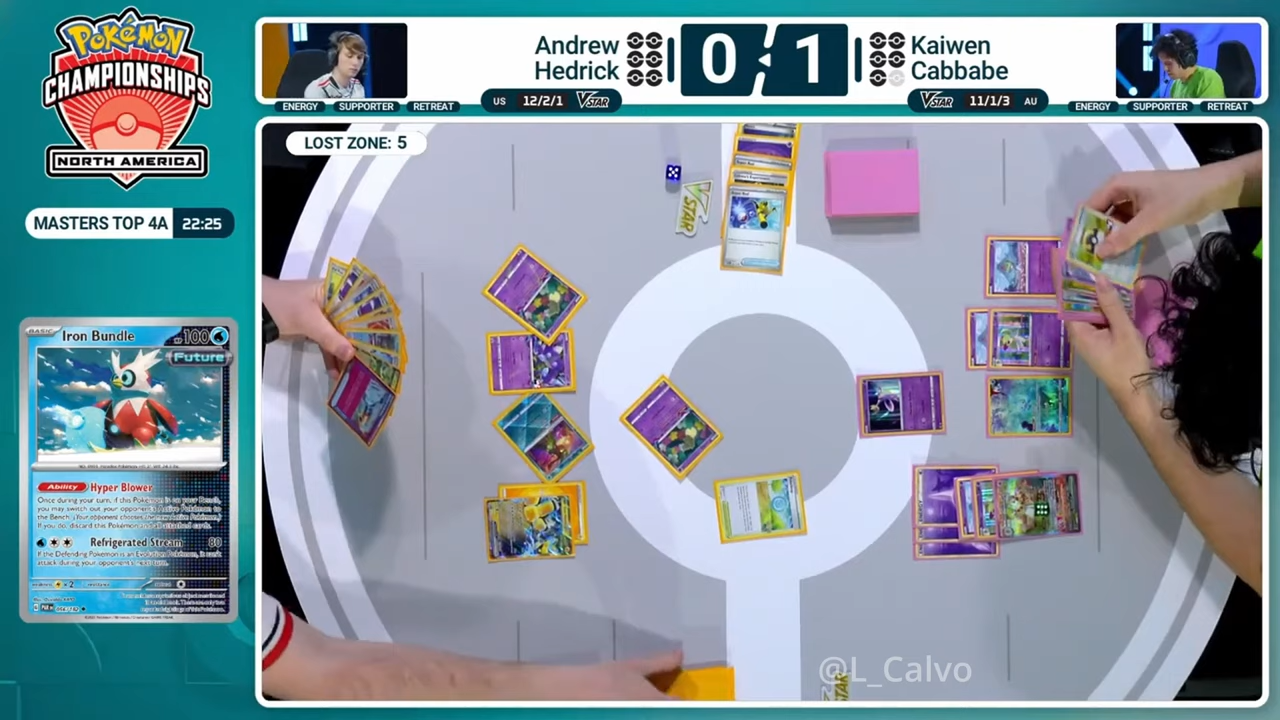 Pokémon
CHAMPIONSHIPS
NORTH AMERICA
MASTERS TOP 4A 22:25
Andrew
Hedrick
0 1
Kaiwen
Cabbabe
ENERGY SUPPORTER RETREAT
US 12/2/1 VSTAR
VSTAR 11/1/3 AU
ENERGY SUPPORTER RETREAT
LOST ZONE: 5
VSTAR
BASIC Iron Bundle 100
Future
Ability Hyper Blower
Once during your turn, if this Pokémon is on your Bench,
you may switch out your opponent's Active Pokémon to
the Bench. (Your opponent chooses the new Active Pokémon.)
If you do, discard this Pokémon and all attached cards.
Refrigerated Stream 80
If the Defending Pokémon is an Evolution Pokémon, it can't
attack during your opponent's next turn.
@L_Calvo